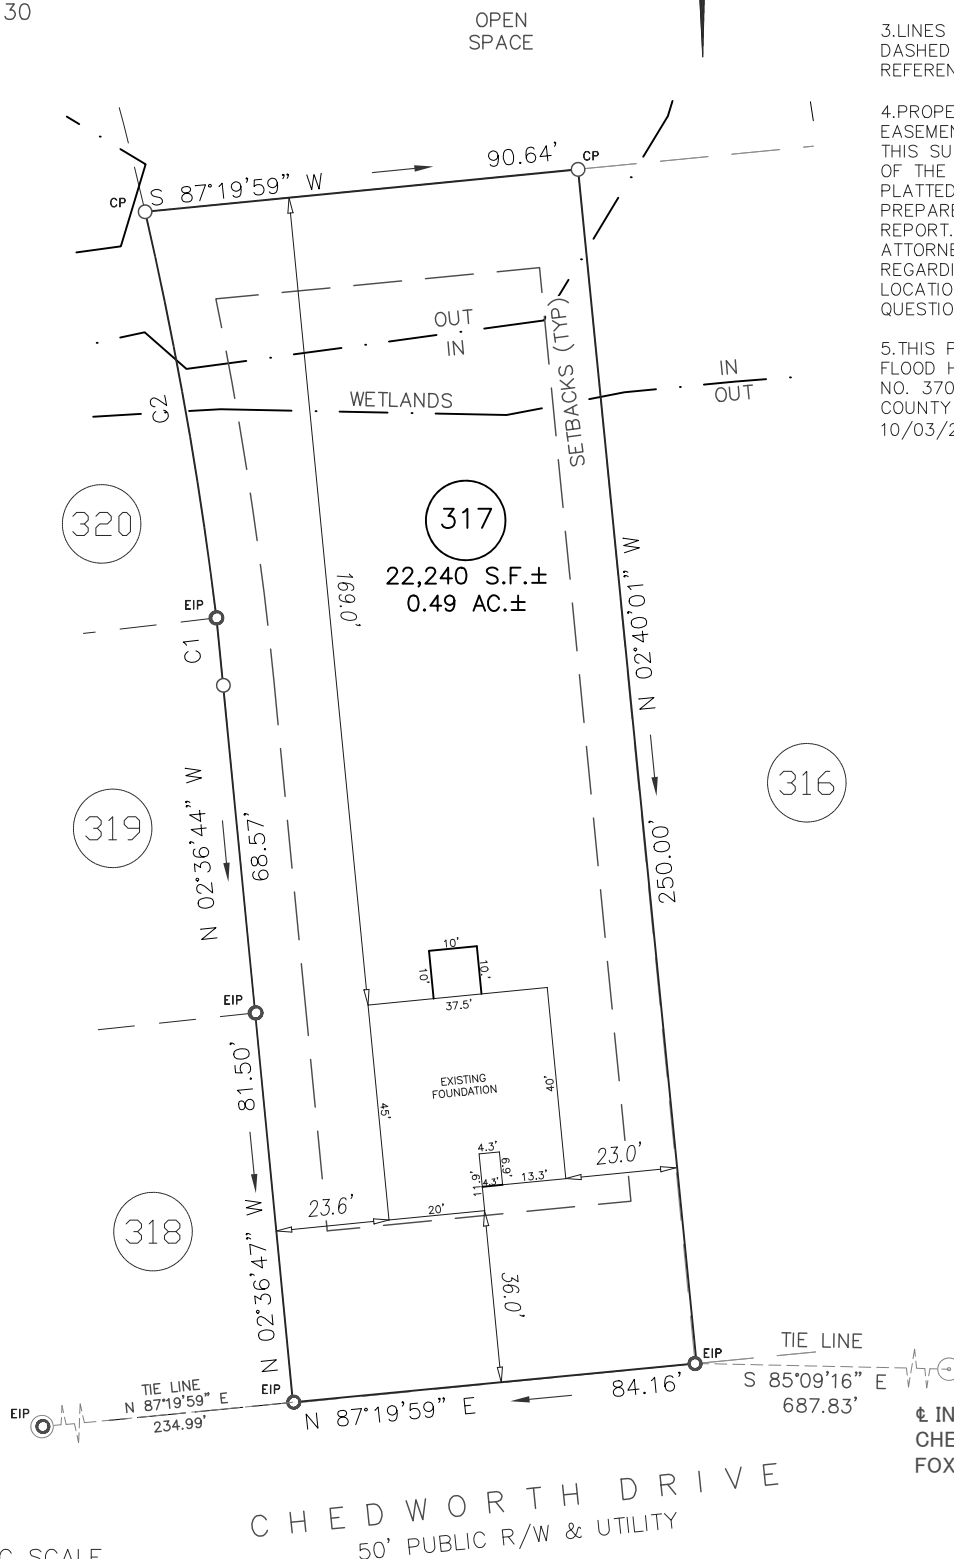 30
OPEN
SPACE
3.LINES
DASHED
REFEREN
4.PROPE
EASEMEN
THIS SU
OF THE
PLATTED
PREPARE
REPORT.
ATTORNE
REGARDI
LOCATIO
QUESTIO
5.THIS P
FLOOD H
NO. 370
COUNTY
10/03/2
CP
S 87°19'59" W
90.64'
CP
OUT
IN
SETBACKS (TYP)
IN
OUT
WETLANDS
C2
320
317
22,240 S.F.±
0.49 AC.±
169.0'
N 02°40'01" W
250.00'
EIP
C1
316
319
N 02°36'44" W
68.57'
10'
10'
10'
37.5'
EIP
81.50'
EXISTING
FOUNDATION
45'
40'
4.3'
6.9'
11.9'
4.3'
13.3'
23.0'
20'
23.6'
318
N 02°36'47" W
36.0'
EIP
TIE LINE
S 85°09'16" E
687.83'
EIP
TIE LINE
N 87°19'59" E
234.99'
EIP
N 87°19'59" E
84.16'
℄ IN
CHE
FOX
CHEDWORTH DRIVE
50' PUBLIC R/W & UTILITY
C SCALE